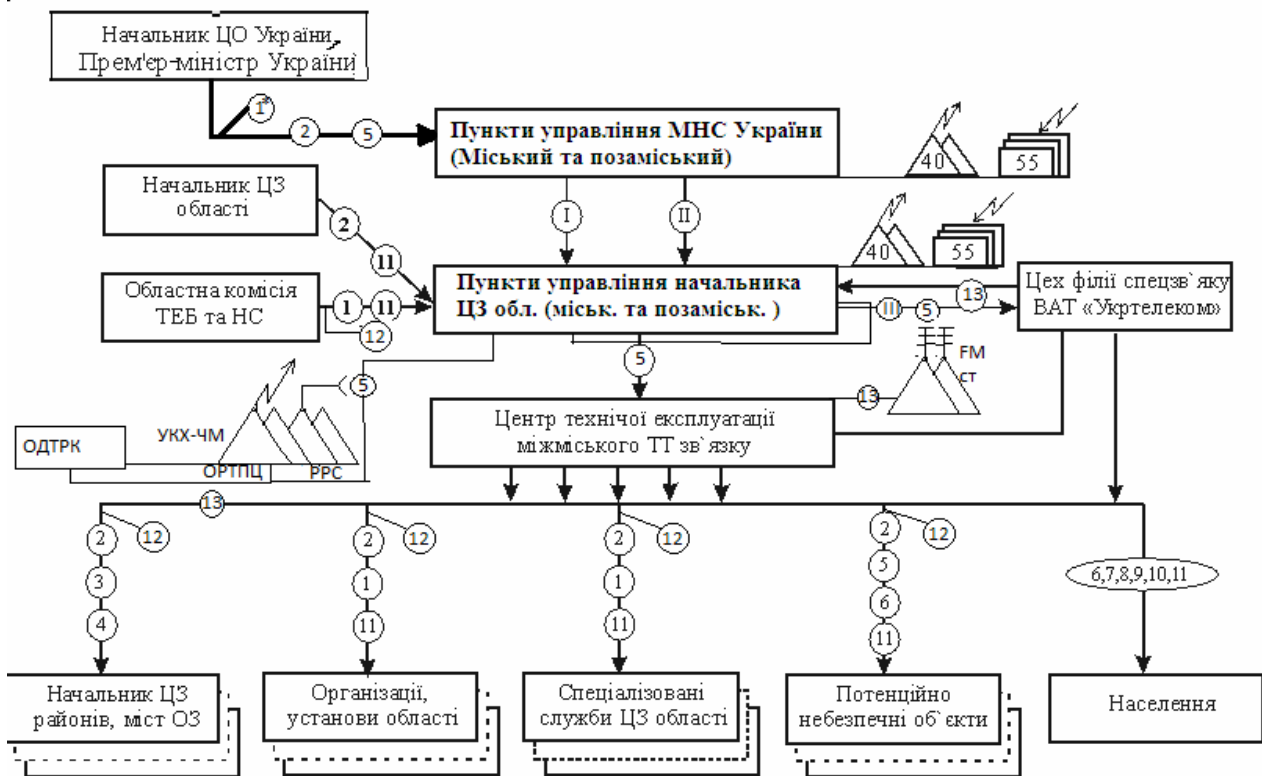 Начальник ЦО України,
Прем'єр-міністр України
1*
2
5
Пункти управління МНС України
(Міський та позаміський)
40
55
Начальник ЦЗ
області
2
11
I
II
40
55
Обласна комісія
ТЕБ та НС
1
11
12
Пункти управління начальника
ЦЗ обл. (міськ. та позаміськ. )
13
III
5
Цех філії спецзв`яку
ВАТ «Укртелеком»
5
5
FM
ст
13
УКХ-ЧМ
ОДТРК
ОРТПЦ
РРС
Центр технічої експлуатації
міжміського ТТ зв`язку
13
2
12
2
12
2
12
2
12
3
1
1
5
6,7,8,9,10,11
4
11
11
6
11
Начальник ЦЗ
районів, міст ОЗ
Організації,
установи області
Спеціалізовані
служби ЦЗ області
Потенційно
небезпечні об`єкти
Населення